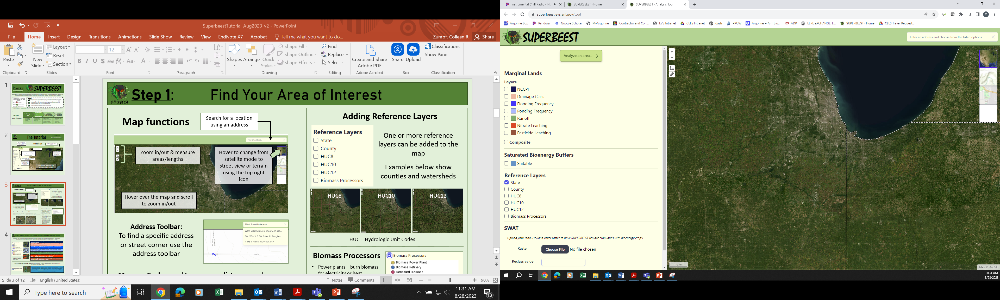 SuperbeestTutorial_Aug2023_v2 - PowerPoint
File Home Insert Design Transitions Animations Slide Show Review View EndNote X7 Acrobat Tell me what you want to do... Zumpf, Colleen R Share
Paste
Clipboard
New Slide
Layout
Reset
Section
Slides
12
B I U S abc AV Aa A
Font
Paragraph
Shapes Arrange Quick Styles
Shape Fill
Shape Outline
Shape Effects
Drawing
Find
Replace
Select
Editing
Create and Share Adobe PDF
Adobe Acrobat
Share Upload
Box
Classifications
Show Pane
Classification
1
SUPERBEEST
2
The Tutorial
Home Page
3
4
SUPERBEEST
Step 1: Find Your Area of Interest
Map functions
Search for a location
using an address
Find an address...
Zoom in/out & measure
areas/lengths
Hover to change from
satellite mode to
street view or terrain
using the top right
icon
Hover over the map and scroll
to zoom in/out
Address Toolbar:
To find a specific address
or street corner use the
address toolbar
220th St and Butler Ave
220th St & Butler Ave, Waverly, IA, 506...
SW 220th St & SW Butler Rd, Douglass,...
1 and 9, Avenel, NJ, 07001, USA
Adding Reference Layers
Reference Layers
State
County
HUC8
HUC10
HUC12
Biomass Processors
One or more reference
layers can be added to the
map
Examples below show
counties and watersheds
HUC8 HUC10 HUC12
HUC = Hydrologic Unit Codes
Biomass Processors
• Power plants – burn biomass
for electricity or heat
Biomass Processors
Biomass Power Plant
Biomass Refinery
Densified Biomass
Slide 3 of 12 English (United States) Notes Comments 90%
Type here to search
11:31 AM
8/28/2023
13
Instrumental Chill Radio - No SUPERBEEST - Home SUPERBEEST - Analysis Tool
superbeest.evs.anl.gov/tool
C
Argonne Box Pandora Google Scholar MyArgonne Contractor and Con... EVS Intranet CELS Intranet dash PROW Argonne + AFT Bio... ADP EERE eXCHANGE: L... SUPERBEEST - Home CELS Travel Request...
SUPERBEEST
Enter an address and choose from the listed options
Analyze an area...
Marginal Lands
Layers
NCCPI
Drainage Class
Flooding Frequency
Ponding Frequency
Runoff
Nitrate Leaching
Pesticide Leaching
Composite
Saturated Bioenergy Buffers
Suitable
Reference Layers
State
County
HUC8
HUC10
HUC12
Biomass Processors
SWAT
Upload your land use/land cover raster to have SUPERBEEST replace crop lands with bioenergy crops.
Raster Choose File No file chosen
Reclass value
10 mi
Tiles © ArcGIS
11:31 AM
8/28/2023